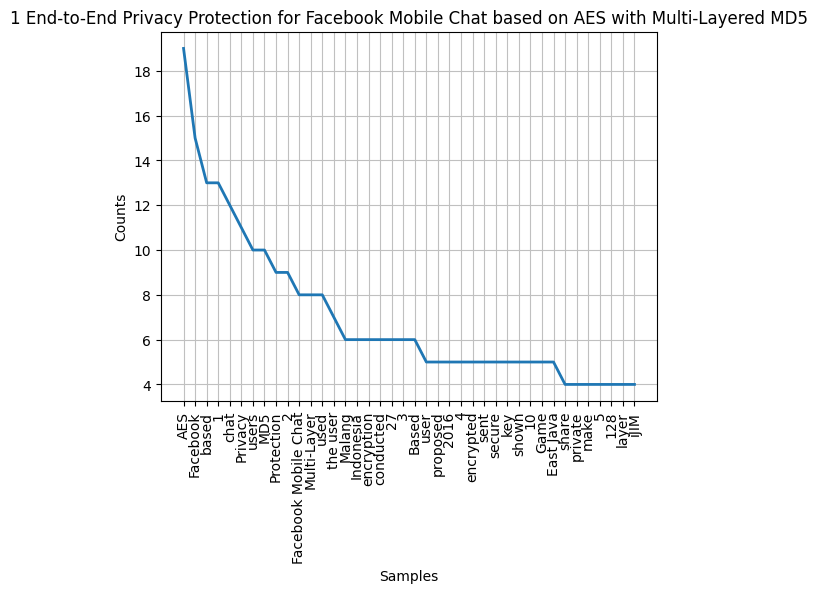 1 End-to-End Privacy Protection for Facebook Mobile Chat based on AES with Multi-Layered MD5
18
16
14
12
10
8
6
4
Counts
AES
Facebook
based
1
chat
Privacy
users
MD5
Protection
2
Facebook Mobile Chat
Multi-Layer
used
the user
Malang
Indonesia
encryption
conducted
27
3
Based
user
proposed
2016
4
encrypted
sent
secure
key
shown
10
Game
East Java
share
private
make
5
128
layer
iJIM
Samples